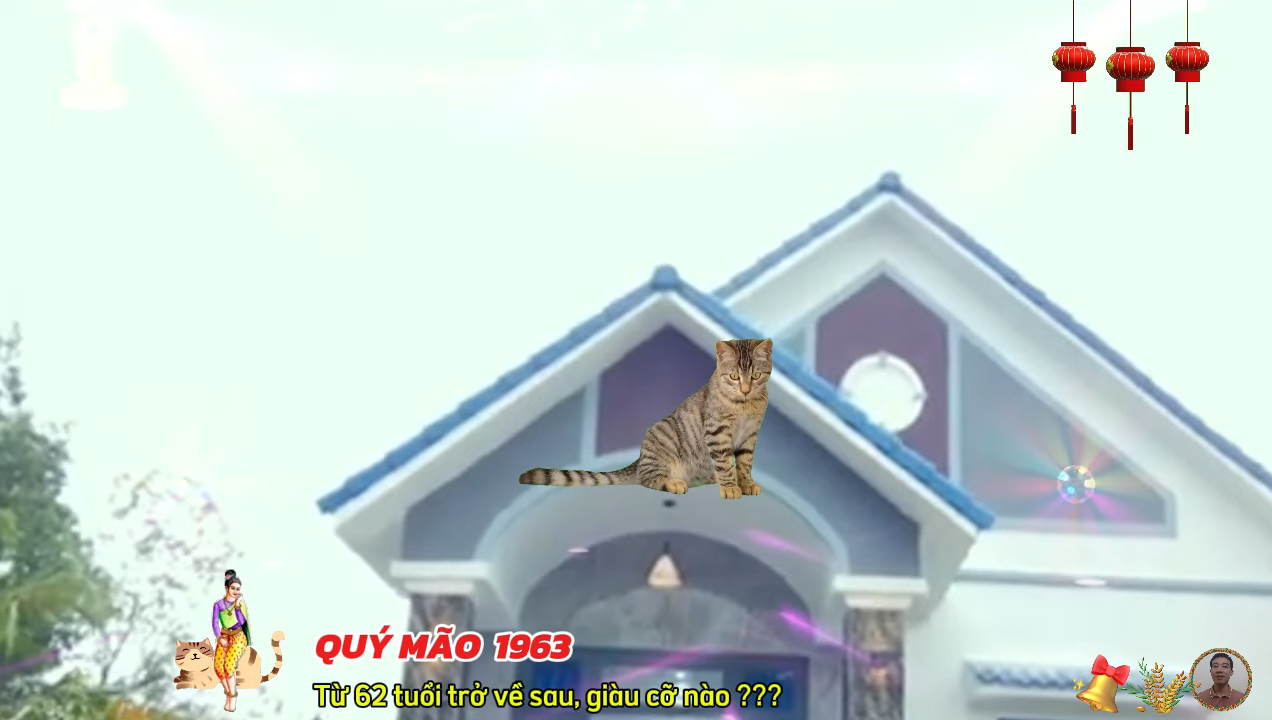 QUÝ MÃO 1963
Từ 62 tuổi trở về sau, giàu cỡ nào ???